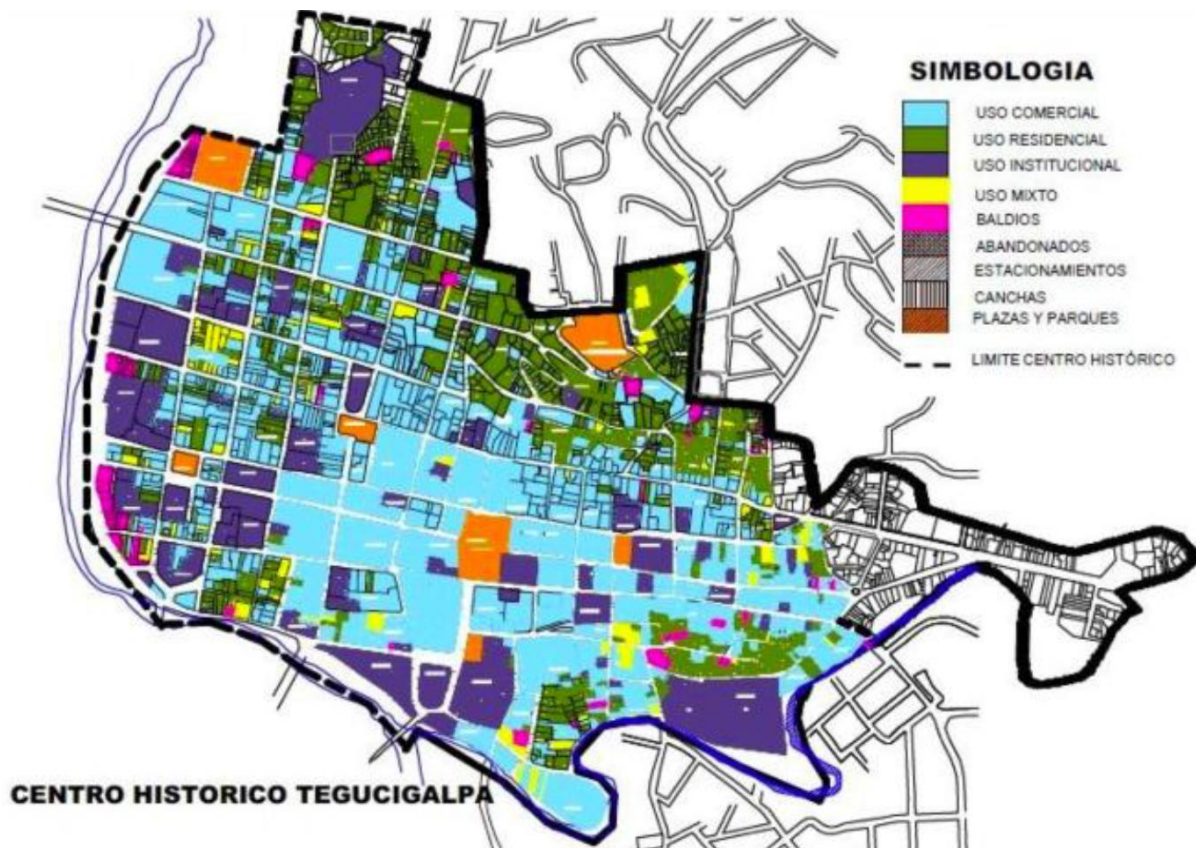 SIMBOLOGIA
USO COMERCIAL
USO RESIDENCIAL
USO INSTITUCIONAL
USO MIXTO
BALDIOS
ABANDONADOS
ESTACIONAMIENTOS
CANCHAS
PLAZAS Y PARQUES
LIMITE CENTRO HISTÓRICO
CENTRO HISTORICO TEGUCIGALPA